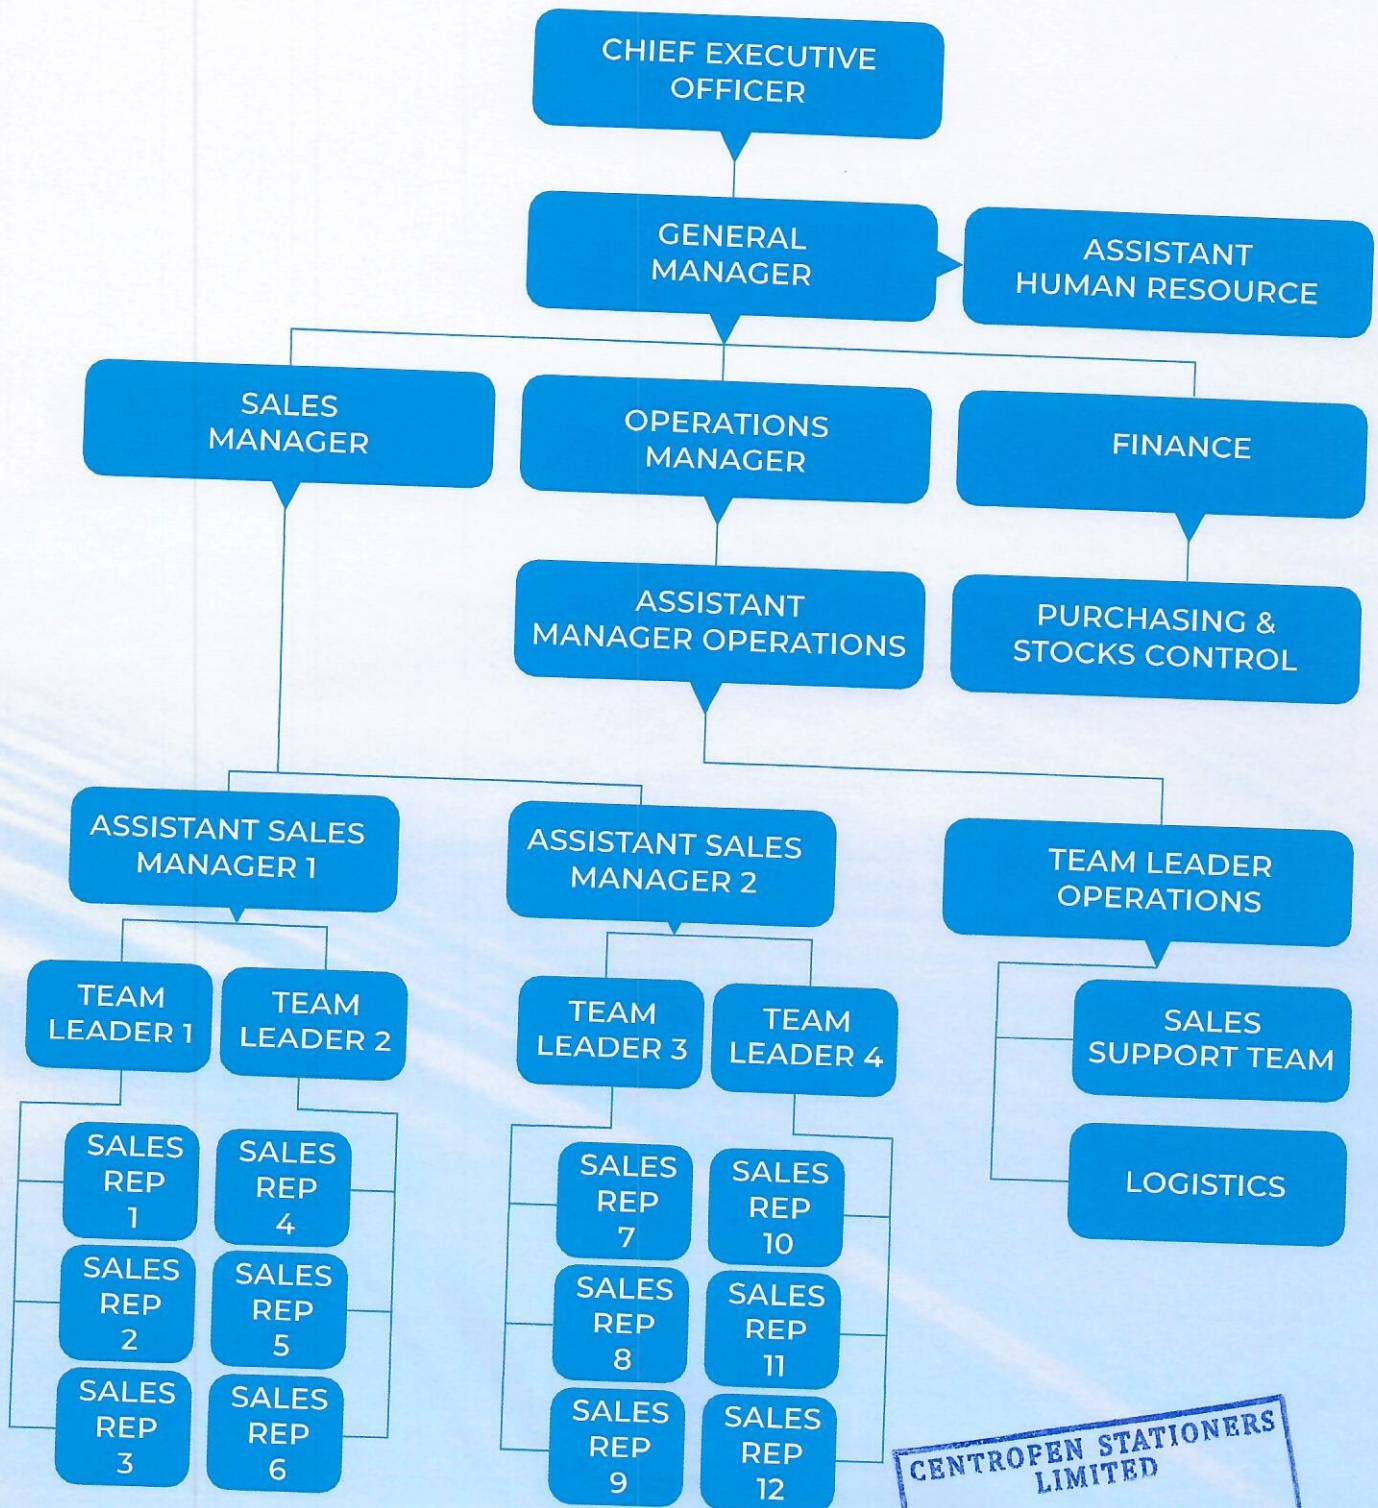 CHIEF EXECUTIVE
OFFICER
GENERAL
MANAGER
ASSISTANT
HUMAN RESOURCE
SALES
MANAGER
OPERATIONS
MANAGER
FINANCE
ASSISTANT
MANAGER OPERATIONS
PURCHASING &
STOCKS CONTROL
ASSISTANT SALES
MANAGER 1
ASSISTANT SALES
MANAGER 2
TEAM LEADER
OPERATIONS
TEAM
LEADER 1
TEAM
LEADER 2
TEAM
LEADER 3
TEAM
LEADER 4
SALES
SUPPORT TEAM
LOGISTICS
SALES
REP
1
SALES
REP
4
SALES
REP
7
SALES
REP
10
SALES
REP
2
SALES
REP
5
SALES
REP
8
SALES
REP
11
SALES
REP
3
SALES
REP
6
SALES
REP
9
SALES
REP
12
CENTROPEN STATIONERS
LIMITED